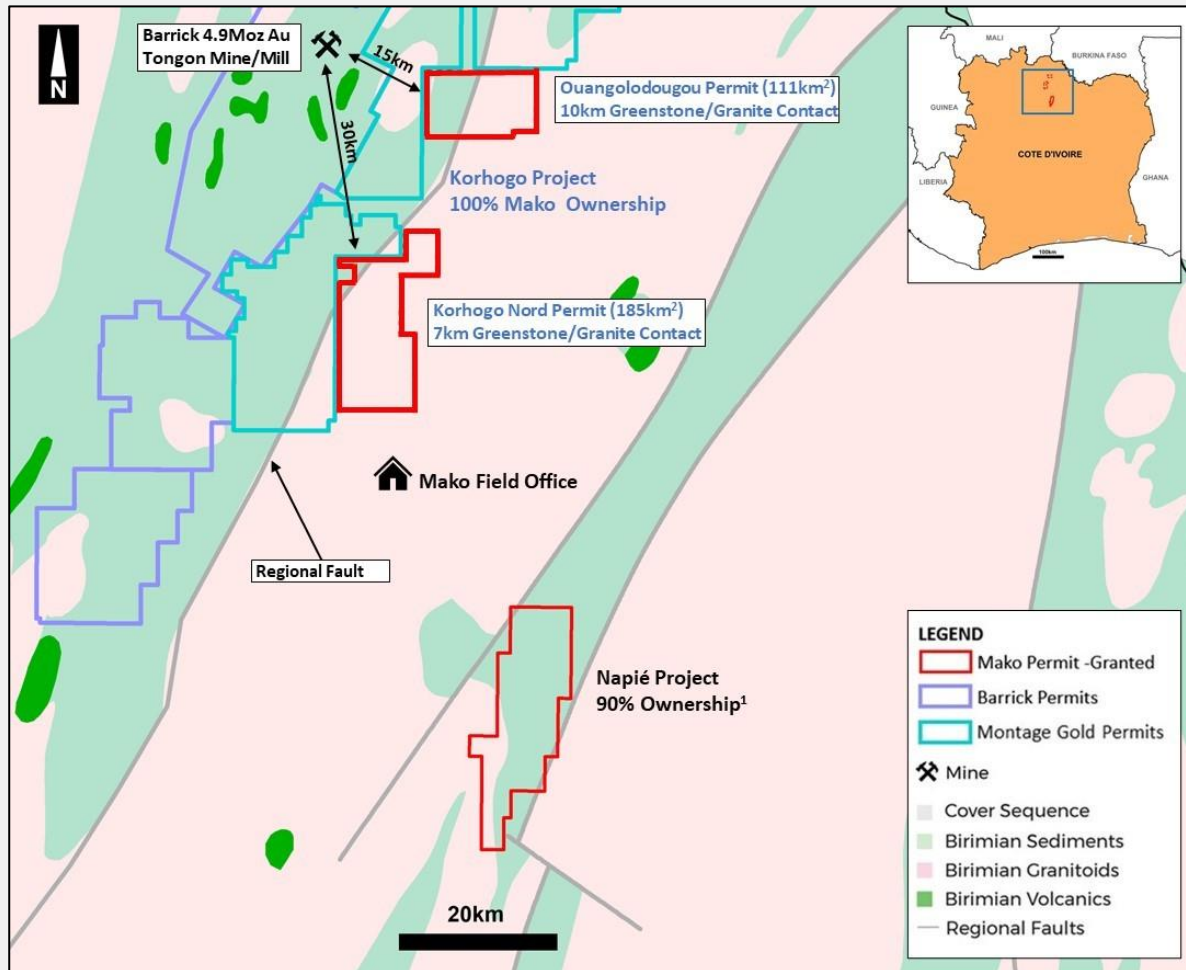 N
Barrick 4.9Moz Au
Tongon Mine/Mill
15km
30km
Ouangolodougou Permit (111km²)
10km Greenstone/Granite Contact
Korhogo Project
100% Mako Ownership
Korhogo Nord Permit (185km²)
7km Greenstone/Granite Contact
Mako Field Office
Regional Fault
Napié Project
90% Ownership¹
20km
MALI
BURKINA FASO
GUINEA
COTE D'IVOIRE
LIBERIA
GHANA
100km
LEGEND
Mako Permit -Granted
Barrick Permits
Montage Gold Permits
Mine
Cover Sequence
Birimian Sediments
Birimian Granitoids
Birimian Volcanics
Regional Faults